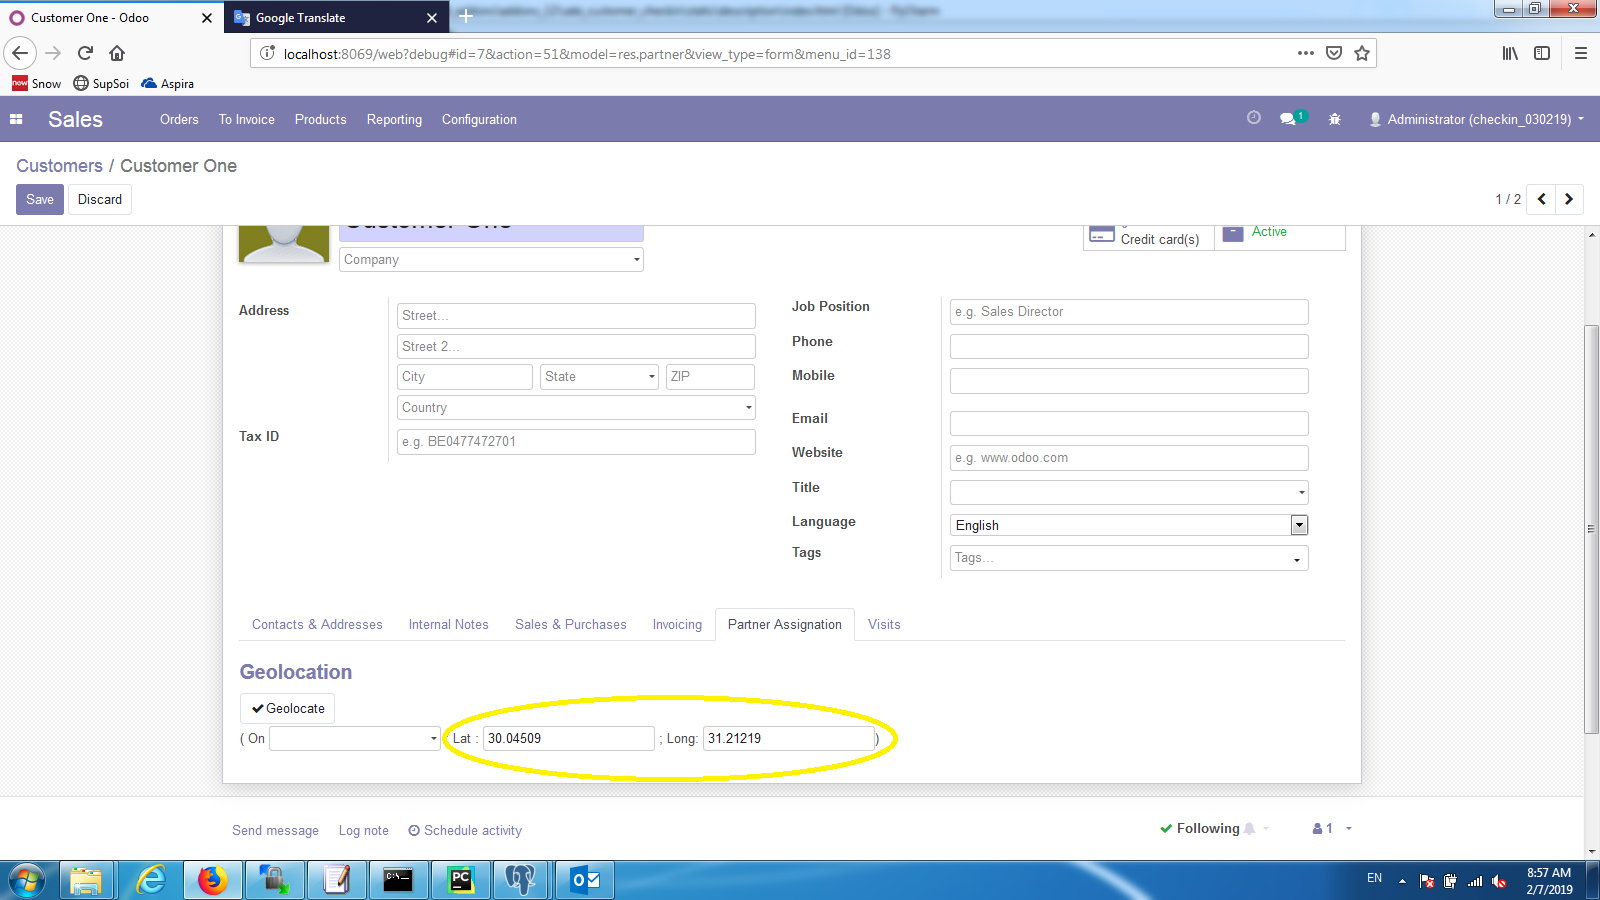 Customer One - Odoo
Google Translate
localhost:8069/web?debug#id=7&action=51&model=res.partner&view_type=form&menu_id=138
Snow SupSoi Aspira
Sales Orders To Invoice Products Reporting Configuration 1 Administrator (checkin_030219)
Customers / Customer One
Save Discard 1 / 2
Customer One
Credit card(s) Active
Company
Address Street...
Street 2...
City State ZIP
Country
Tax ID e.g. BE0477472701
Job Position e.g. Sales Director
Phone
Mobile
Email
Website e.g. www.odoo.com
Title
Language English
Tags Tags...
Contacts & Addresses Internal Notes Sales & Purchases Invoicing Partner Assignation Visits
Geolocation
Geolocate
( On Lat : 30.04509 ; Long: 31.21219 )
Send message Log note Schedule activity Following 1
EN 8:57 AM
2/7/2019